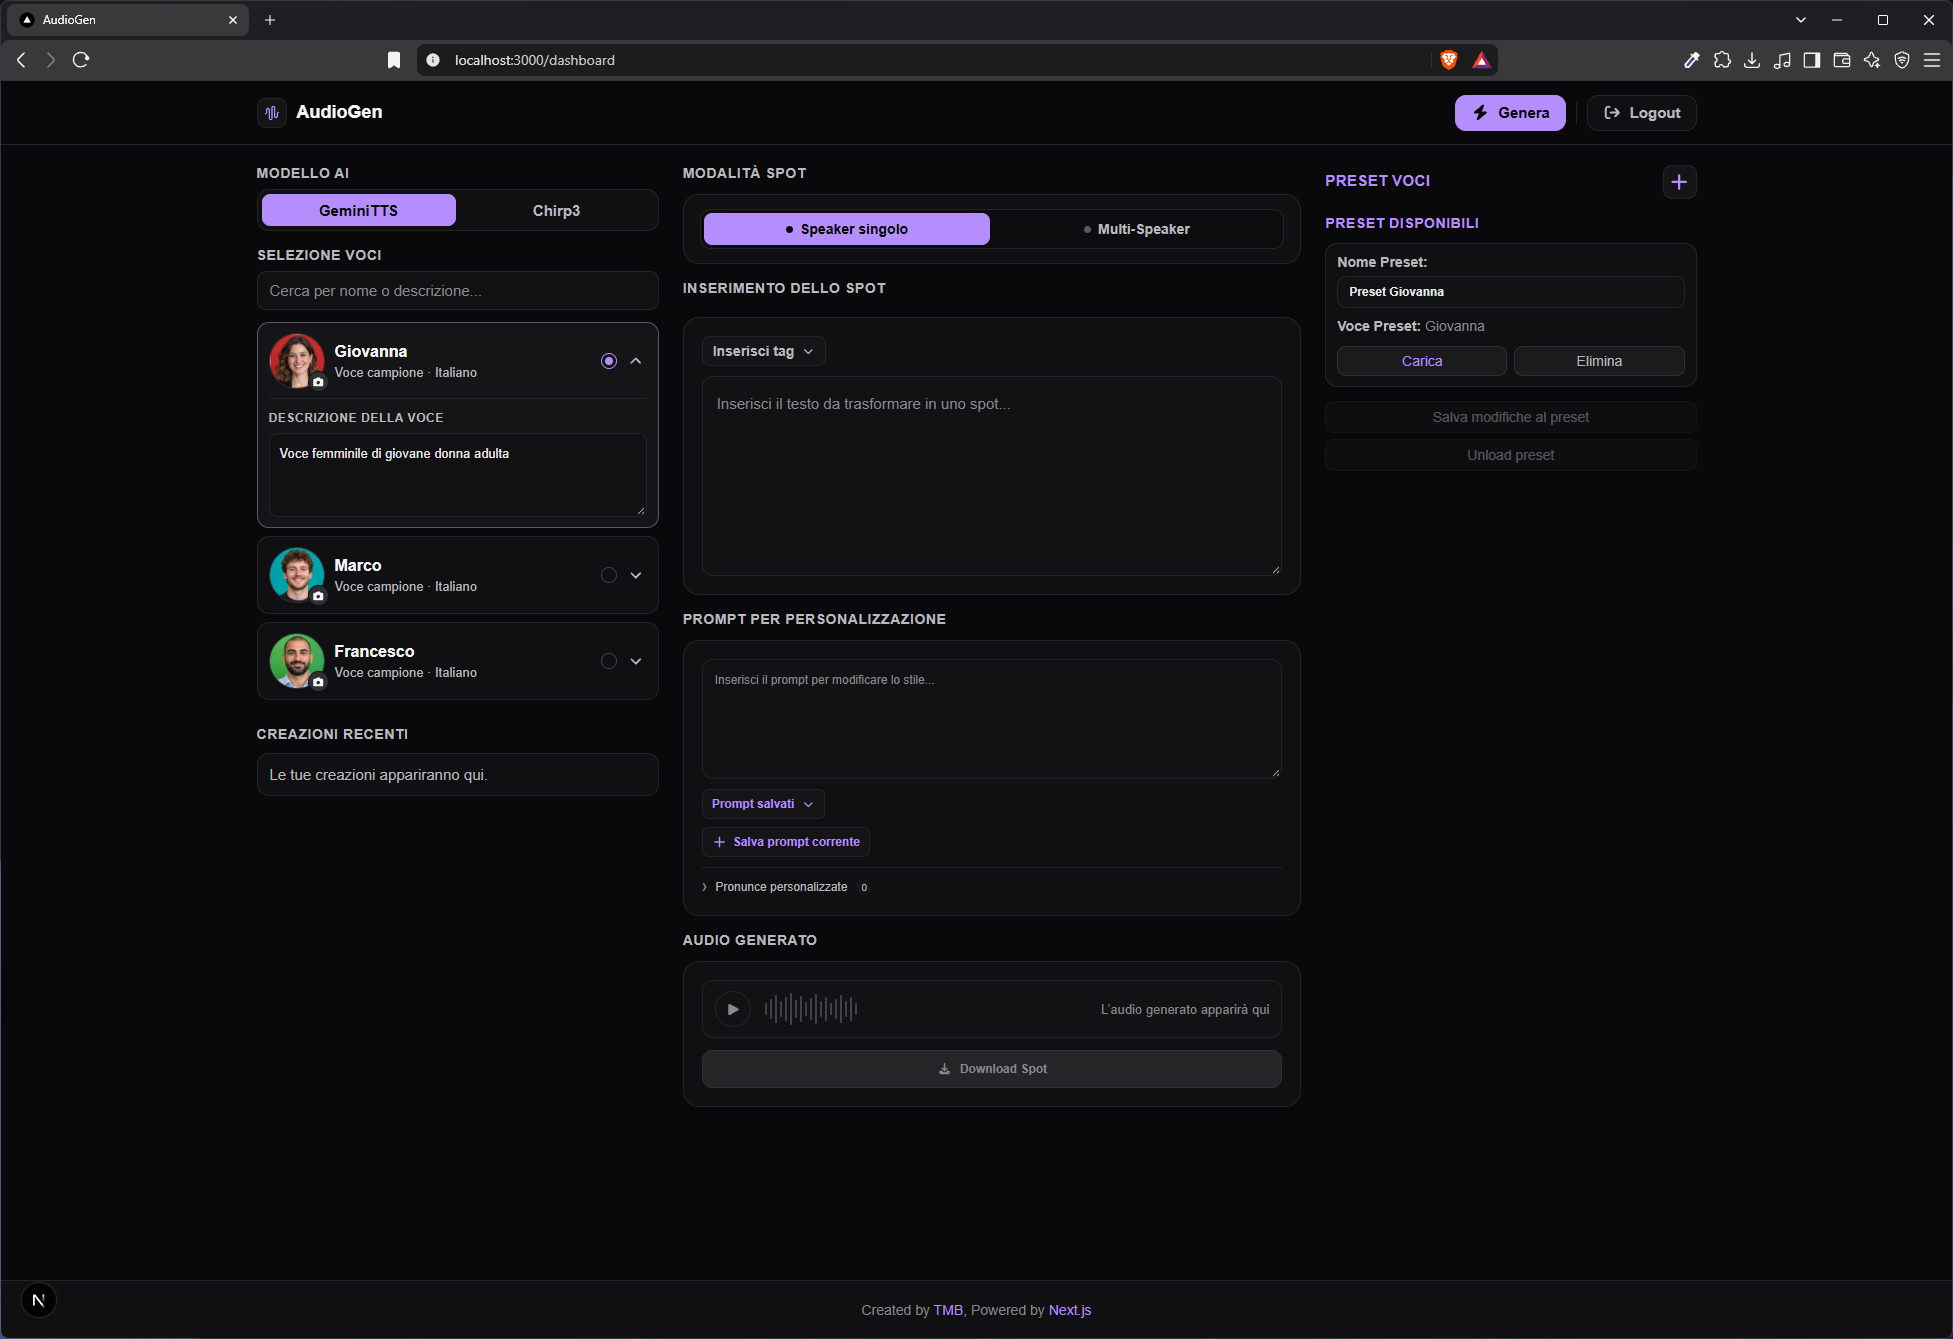 AudioGen
localhost:3000/dashboard
AudioGen
Genera
Logout
MODELLO AI
GeminiTTS
Chirp3
SELEZIONE VOCI
Cerca per nome o descrizione...
Giovanna
Voce campione · Italiano
DESCRIZIONE DELLA VOCE
Voce femminile di giovane donna adulta
Marco
Voce campione · Italiano
Francesco
Voce campione · Italiano
CREAZIONI RECENTI
Le tue creazioni appariranno qui.
MODALITÀ SPOT
Speaker singolo
Multi-Speaker
INSERIMENTO DELLO SPOT
Inserisci tag
Inserisci il testo da trasformare in uno spot...
PROMPT PER PERSONALIZZAZIONE
Inserisci il prompt per modificare lo stile...
Prompt salvati
Salva prompt corrente
Pronunce personalizzate 0
AUDIO GENERATO
L'audio generato apparirà qui
Download Spot
PRESET VOCI
PRESET DISPONIBILI
Nome Preset:
Preset Giovanna
Voce Preset: Giovanna
Carica
Elimina
Salva modifiche al preset
Unload preset
N
Created by TMB, Powered by Next.js